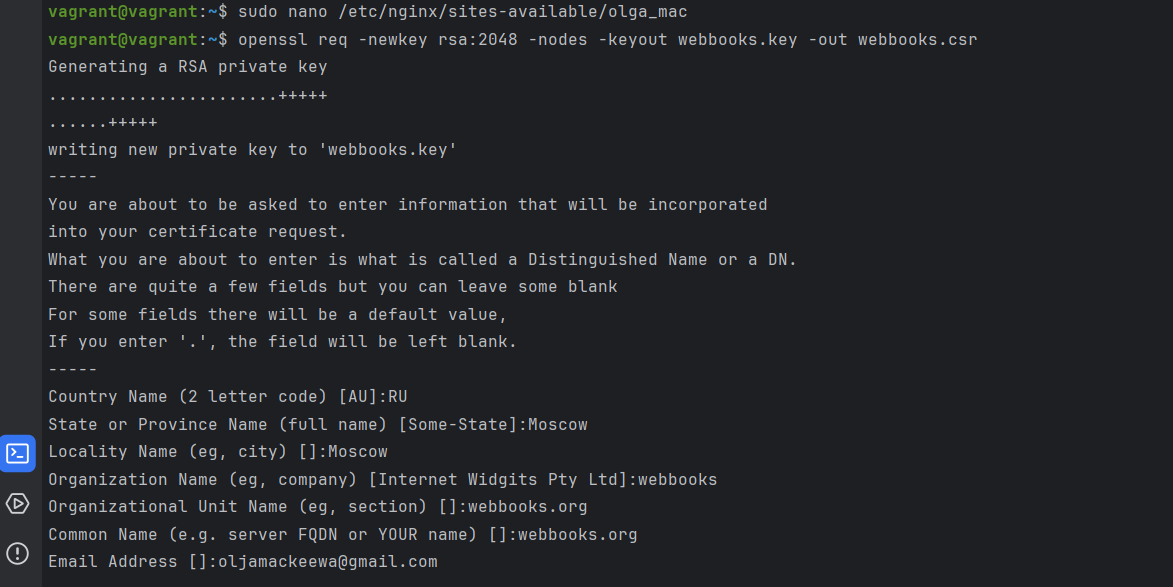 vagrant@vagrant:~$ sudo nano /etc/nginx/sites-available/olga_mac
vagrant@vagrant:~$ openssl req -newkey rsa:2048 -nodes -keyout webbooks.key -out webbooks.csr
Generating a RSA private key
.......................+++++
......+++++
writing new private key to 'webbooks.key'
-----
You are about to be asked to enter information that will be incorporated
into your certificate request.
What you are about to enter is what is called a Distinguished Name or a DN.
There are quite a few fields but you can leave some blank
For some fields there will be a default value,
If you enter '.', the field will be left blank.
-----
Country Name (2 letter code) [AU]:RU
State or Province Name (full name) [Some-State]:Moscow
Locality Name (eg, city) []:Moscow
Organization Name (eg, company) [Internet Widgits Pty Ltd]:webbooks
Organizational Unit Name (eg, section) []:webbooks.org
Common Name (e.g. server FQDN or YOUR name) []:webbooks.org
Email Address []:oljamackeewa@gmail.com